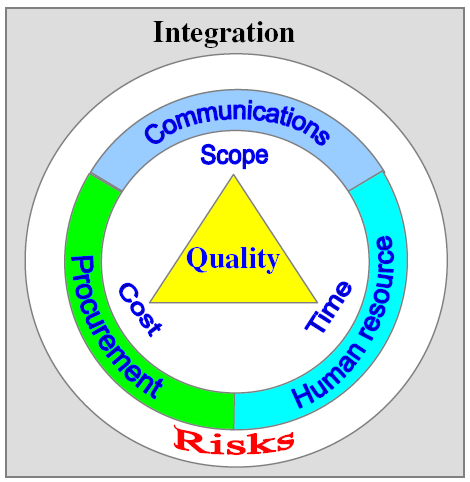 Integration
Communications
Scope
Quality
Cost
Time
Procurement
Human resource
Risks